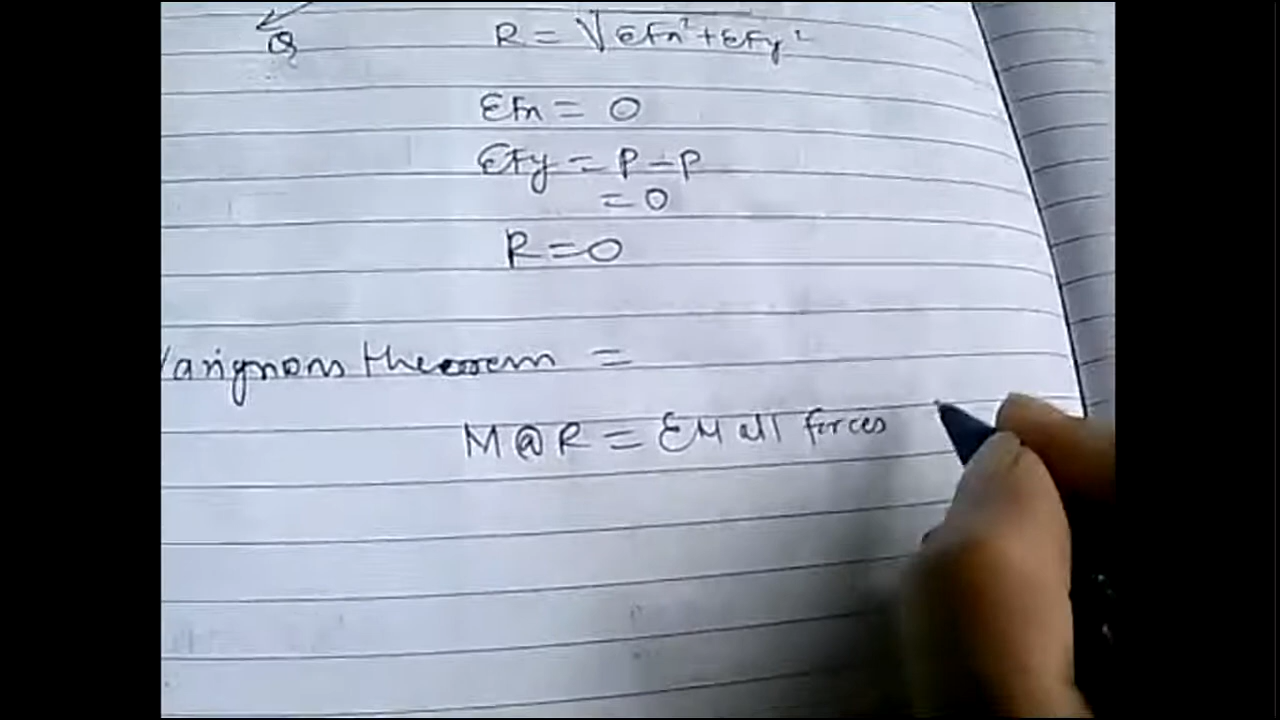 Q
R = √ΣFx²+ΣFy²
ΣFx = 0
ΣFy = P - P
= 0
R = 0
Varignons theorem =
M@R = ΣM all forces